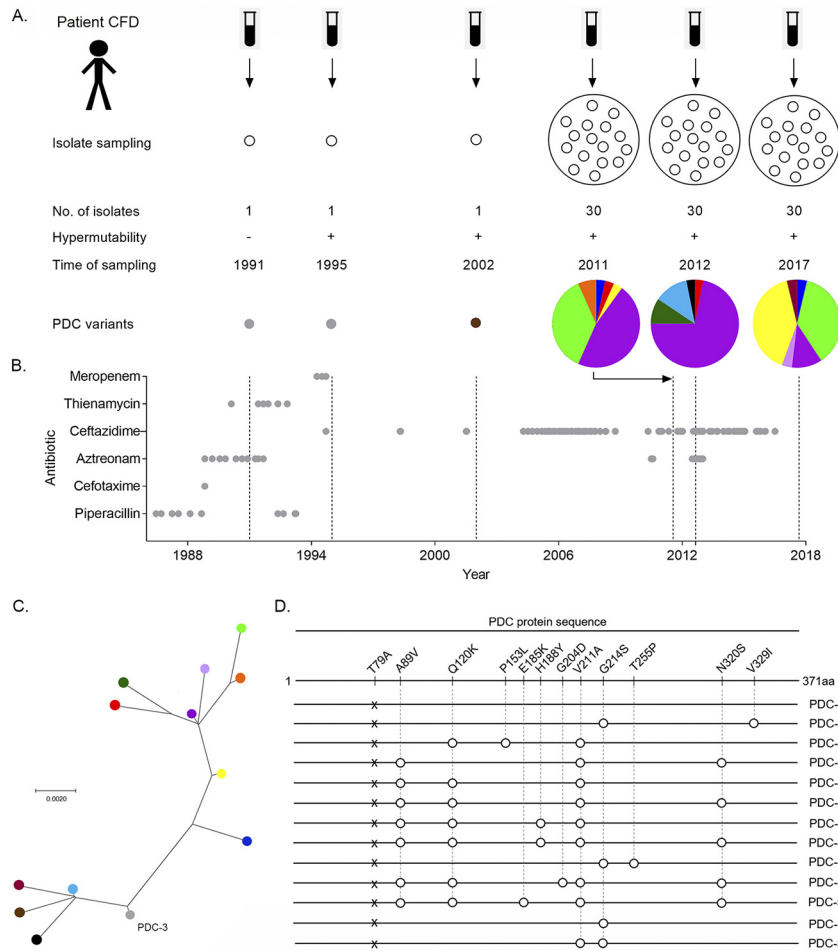 A.
Patient CFD
Isolate sampling
No. of isolates 1 1 1 30 30 30
Hypermutability - + + + + +
Time of sampling 1991 1995 2002 2011 2012 2017
PDC variants
B.
Antibiotic
Meropenem
Thienamycin
Ceftazidime
Aztreonam
Cefotaxime
Piperacillin
1988 1994 2000 2006 2012 2018
Year
C.
0.0020
PDC-3
D.
PDC protein sequence
T79A A89V Q120K P153L E185K H188Y G204D V211A G214S T255P N320S V329I
1 371aa
X PDC-
X PDC-
X PDC-
X PDC-
X PDC-
X PDC-
X PDC-
X PDC-
X PDC-
X PDC-
X PDC-
X PDC-
X PDC-